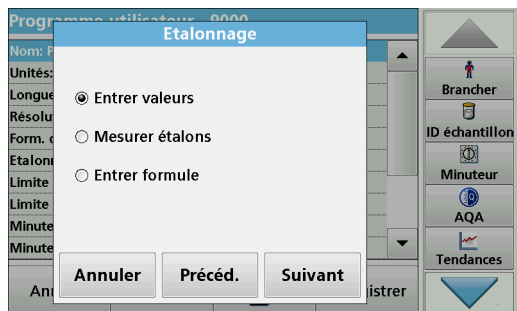 Programme utilisateur 9000
Etalonnage
Nom: P
Unités:
Longue
Résolu
Form. c
Etalon
Limite
Limite
Minute
Minute
Entrer valeurs
Mesurer étalons
Entrer formule
Annuler
Précéd.
Suivant
An
istrer
Brancher
ID échantillon
Minuteur
AQA
Tendances